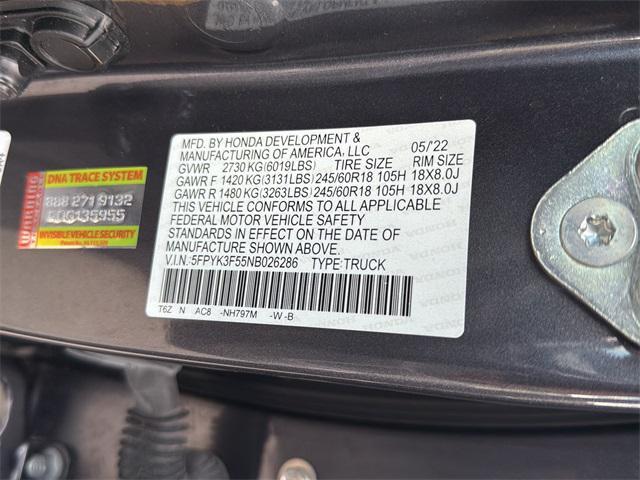 MFD. BY HONDA DEVELOPMENT &
MANUFACTURING OF AMERICA, LLC 05/'22
GVWR 2730 KG(6019LBS) TIRE SIZE RIM SIZE
GAWR F 1420 KG(3131LBS) 245/60R18 105H 18X8.0J
GAWR R 1480 KG(3263LBS) 245/60R18 105H 18X8.0J
THIS VEHICLE CONFORMS TO ALL APPLICABLE
FEDERAL MOTOR VEHICLE SAFETY
STANDARDS IN EFFECT ON THE DATE OF
MANUFACTURE SHOWN ABOVE.
V.I.N.:5FPYK3F55NB026286 TYPE:TRUCK
T6Z N AC8 -NH797M -W -B
WARNING
DNA TRACE SYSTEM
888 271 9132
INVISIBLE VEHICLE SECURITY